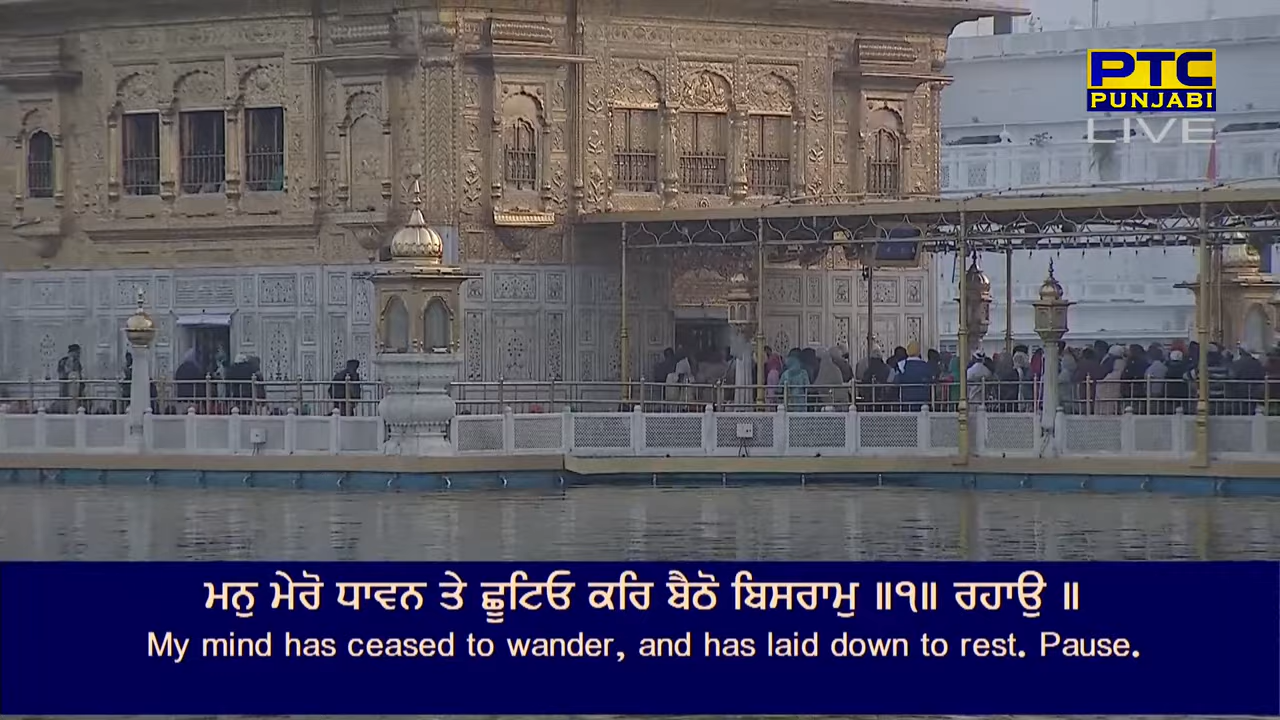 PTC
PUNJABI
LIVE
ਮਨੁ ਮੇਰੋ ਧਾਵਨ ਤੇ ਛੂਟਿਓ ਕਰਿ ਬੈਠੋ ਬਿਸਰਾਮੁ ॥੧॥ ਰਹਾਉ ॥
My mind has ceased to wander, and has laid down to rest. Pause.